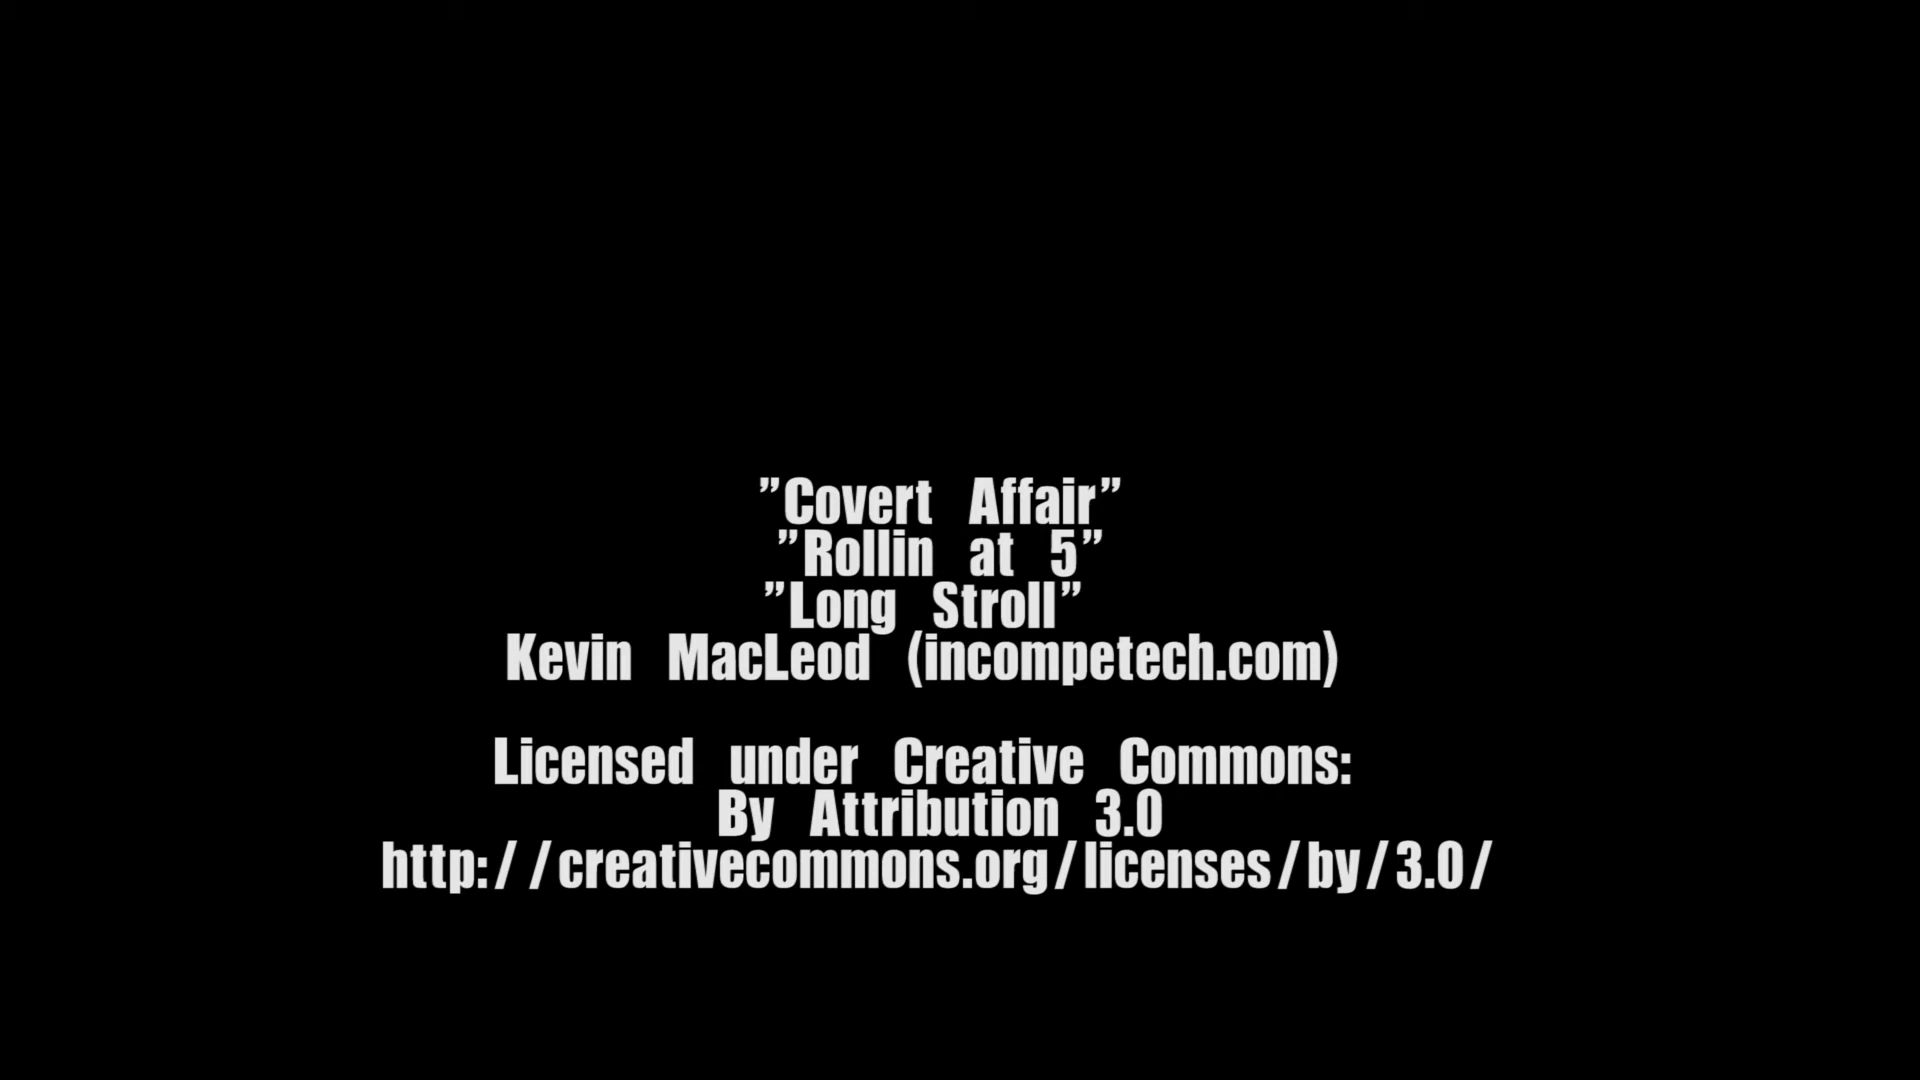 ”Covert Affair”
”Rollin at 5”
”Long Stroll”
Kevin MacLeod (incompetech.com)
Licensed under Creative Commons:
By Attribution 3.0
http://creativecommons.org/licenses/by/3.0/